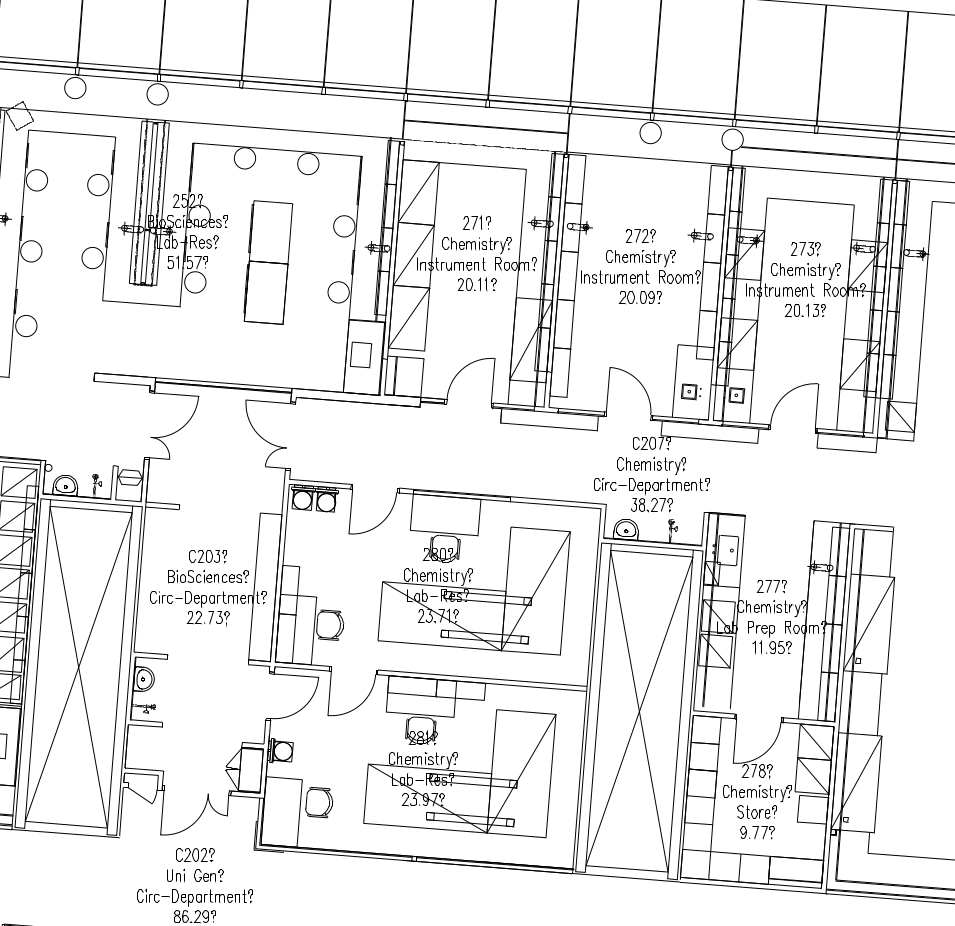 252?
BioSciences?
Lab-Res?
51.57?
271?
Chemistry?
Instrument Room?
20.11?
272?
Chemistry?
Instrument Room?
20.09?
273?
Chemistry?
Instrument Room?
20.13?
C207?
Chemistry?
Circ-Department?
38.27?
C203?
BioSciences?
Circ-Department?
22.73?
280?
Chemistry?
Lab-Res?
23.71?
277?
Chemistry?
Lab Prep Room?
11.95?
281?
Chemistry?
Lab-Res?
23.97?
278?
Chemistry?
Store?
9.77?
C202?
Uni Gen?
Circ-Department?
86.29?